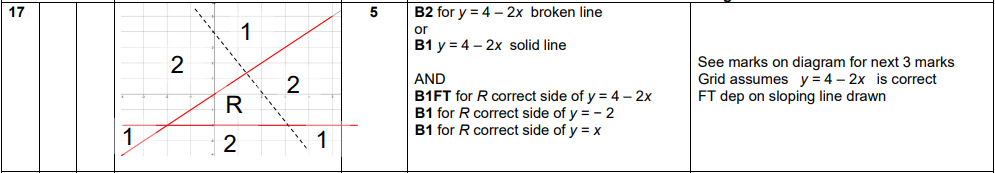 17
5
B2 for y = 4 – 2x broken line
or
B1 y = 4 – 2x solid line
AND
B1FT for R correct side of y = 4 – 2x
B1 for R correct side of y = – 2
B1 for R correct side of y = x
See marks on diagram for next 3 marks
Grid assumes y = 4 – 2x is correct
FT dep on sloping line drawn
1
2
2
R
1
2
1